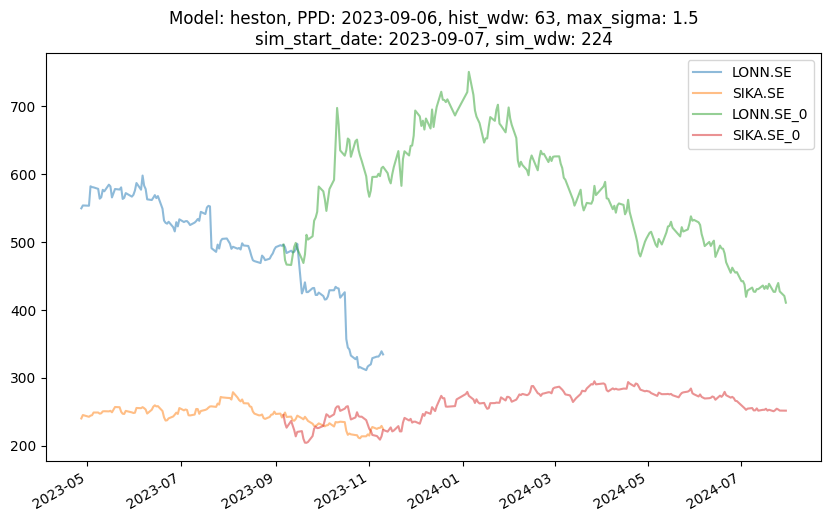 Model: heston, PPD: 2023-09-06, hist_wdw: 63, max_sigma: 1.5
sim_start_date: 2023-09-07, sim_wdw: 224
LONN.SE
SIKA.SE
LONN.SE_0
SIKA.SE_0
700
600
500
400
300
200
2023-05
2023-07
2023-09
2023-11
2024-01
2024-03
2024-05
2024-07